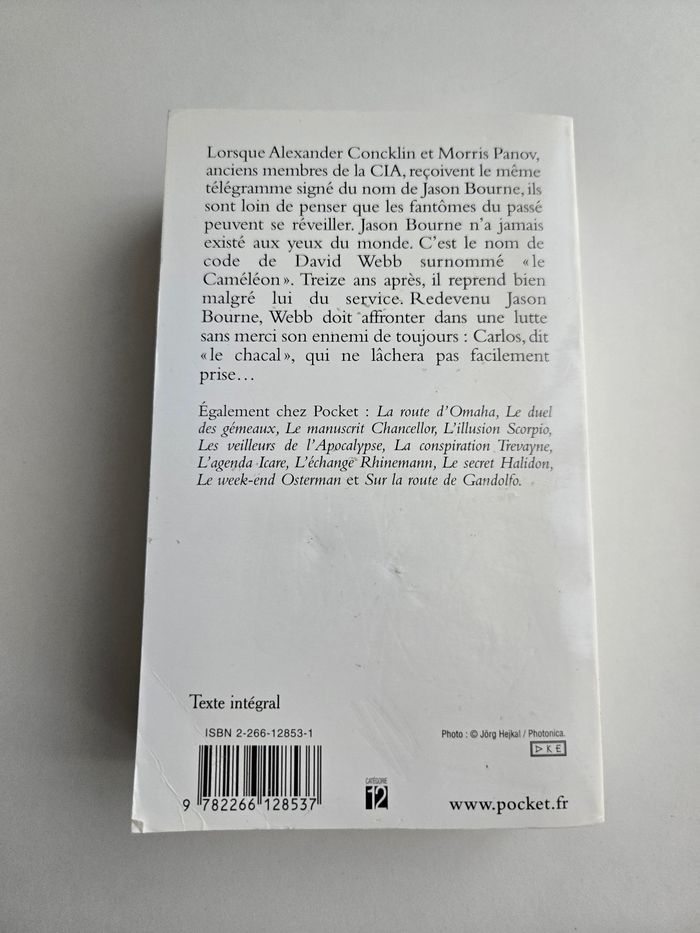 Lorsque Alexander Concklin et Morris Panov,
anciens membres de la CIA, reçoivent le même
télégramme signé du nom de Jason Bourne, ils
sont loin de penser que les fantômes du passé
peuvent se réveiller. Jason Bourne n'a jamais
existé aux yeux du monde. C'est le nom de
code de David Webb surnommé « le
Caméléon ». Treize ans après, il reprend bien
malgré lui du service. Redevenu Jason
Bourne, Webb doit affronter dans une lutte
sans merci son ennemi de toujours : Carlos, dit
« le chacal », qui ne lâchera pas facilement
prise…
Également chez Pocket : La route d'Omaha, Le duel
des gémeaux, Le manuscrit Chancellor, L'illusion Scorpio,
Les veilleurs de l'Apocalypse, La conspiration Trevayne,
L'agenda Icare, L'échange Rhinemann, Le secret Halidon,
Le week-end Osterman et Sur la route de Gandolfo.
Texte intégral
ISBN 2-266-12853-1
Photo : © Jörg Hejkal / Photonica.
DKE
9 782266 128537
CATÉGORIE
12
www.pocket.fr